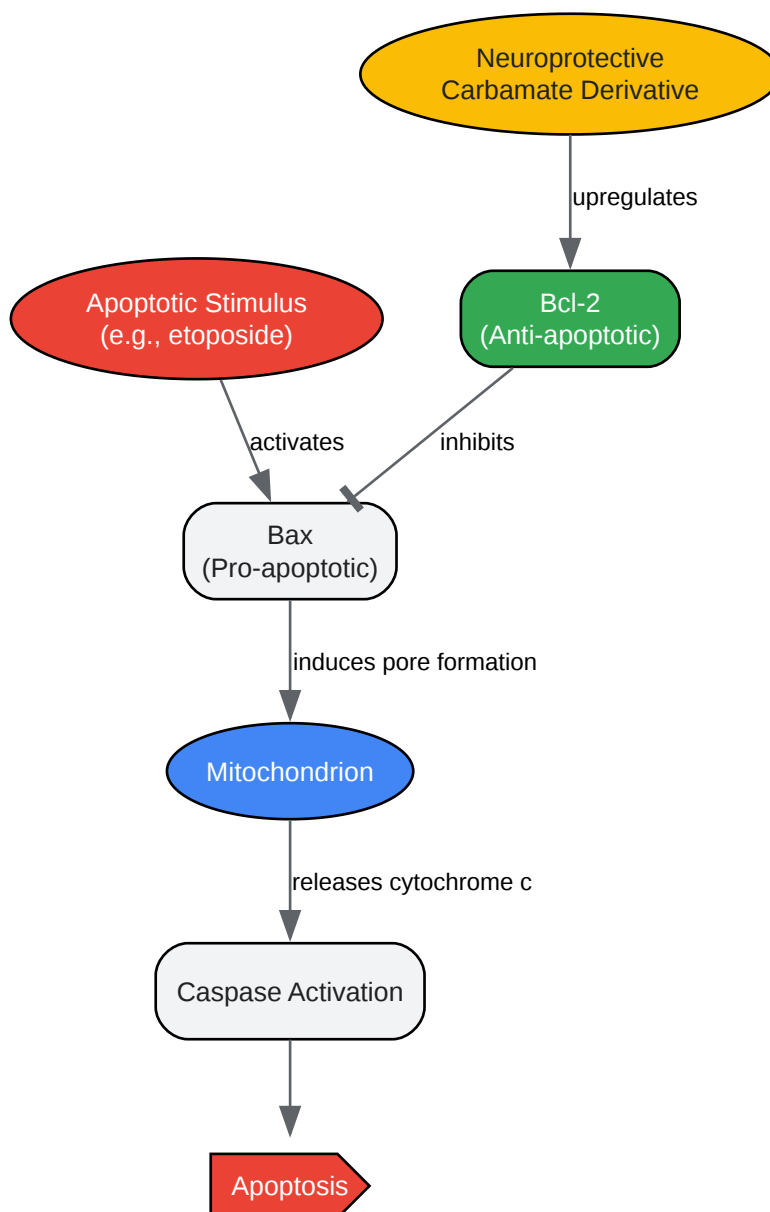 Neuroprotective
Carbamate Derivative
upregulates
Apoptotic Stimulus
(e.g., etoposide)
Bcl-2
(Anti-apoptotic)
activates
inhibits
Bax
(Pro-apoptotic)
induces pore formation
Mitochondrion
releases cytochrome c
Caspase Activation
Apoptosis